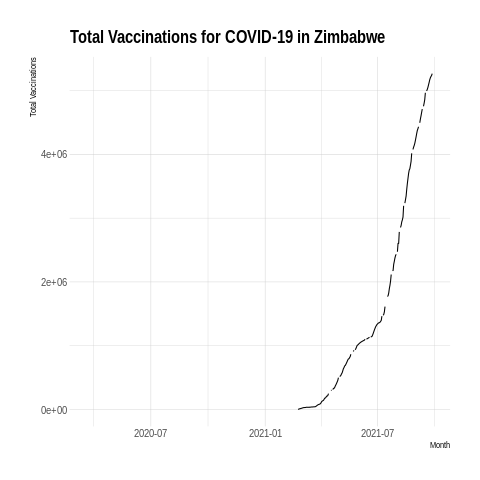 Total Vaccinations for COVID-19 in Zimbabwe
Total Vaccinations
4e+06
2e+06
0e+00
2020-07
2021-01
2021-07
Month